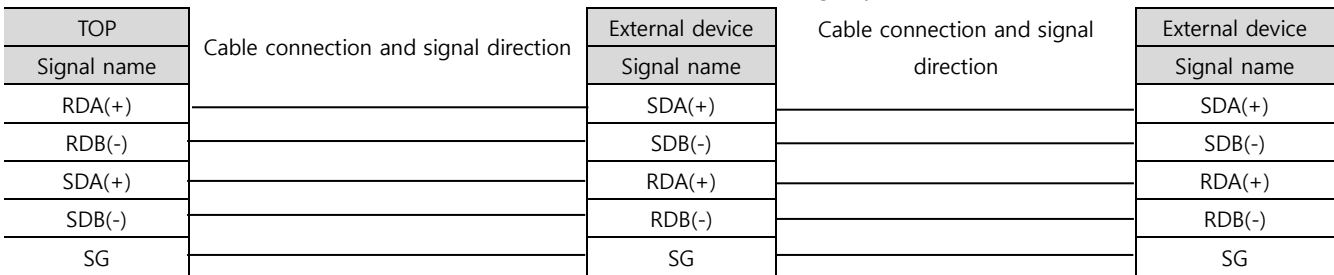 TOP Cable connection and signal direction External device Cable connection and signal direction External device
Signal name Signal name Signal name
RDA(+) SDA(+) SDA(+)
RDB(-) SDB(-) SDB(-)
SDA(+) RDA(+) RDA(+)
SDB(-) RDB(-) RDB(-)
SG SG SG